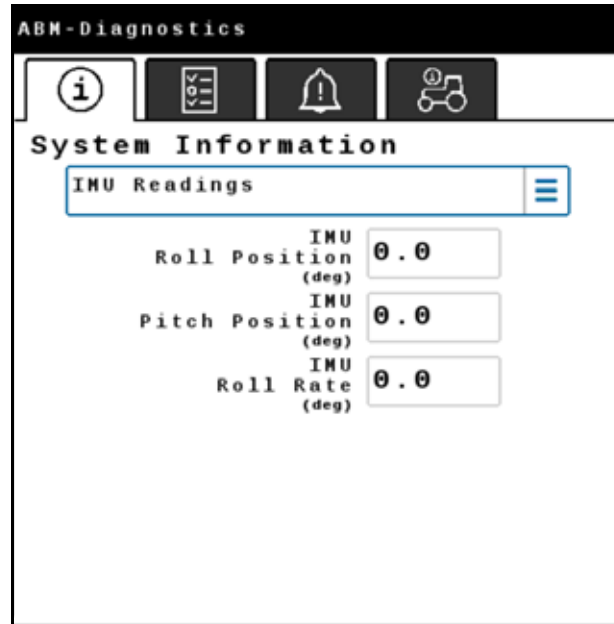 ABM-Diagnostics
System Information
IMU Readings
IMU
Roll Position
(deg)
0.0
IMU
Pitch Position
(deg)
0.0
IMU
Roll Rate
(deg)
0.0